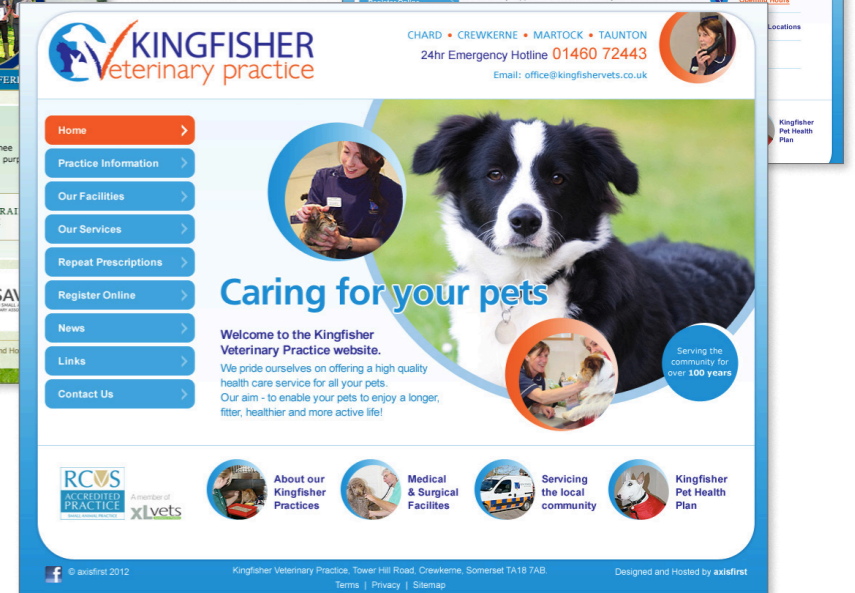 KINGFISHER
Veterinary practice
CHARD • CREWKERNE • MARTOCK • TAUNTON
24hr Emergency Hotline 01460 72443
Email: office@kingfishervets.co.uk
Home
Practice Information
Our Facilities
Our Services
Repeat Prescriptions
Register Online
News
Links
Contact Us
Caring for your pets
Welcome to the Kingfisher
Veterinary Practice website.
We pride ourselves on offering a high quality
health care service for all your pets.
Our aim - to enable your pets to enjoy a longer,
fitter, healthier and more active life!
Serving the
community for
over 100 years
RCVS
ACCREDITED
PRACTICE
SMALL ANIMAL PRACTICE
A member of
xLvets
About our
Kingfisher
Practices
Medical
& Surgical
Facilites
Servicing
the local
community
Kingfisher
Pet Health
Plan
© axisfirst 2012
Kingfisher Veterinary Practice, Tower Hill Road, Crewkerne, Somerset TA18 7AB.
Terms | Privacy | Sitemap
Designed and Hosted by axisfirst
Locations
Kingfisher
Pet Health
Plan